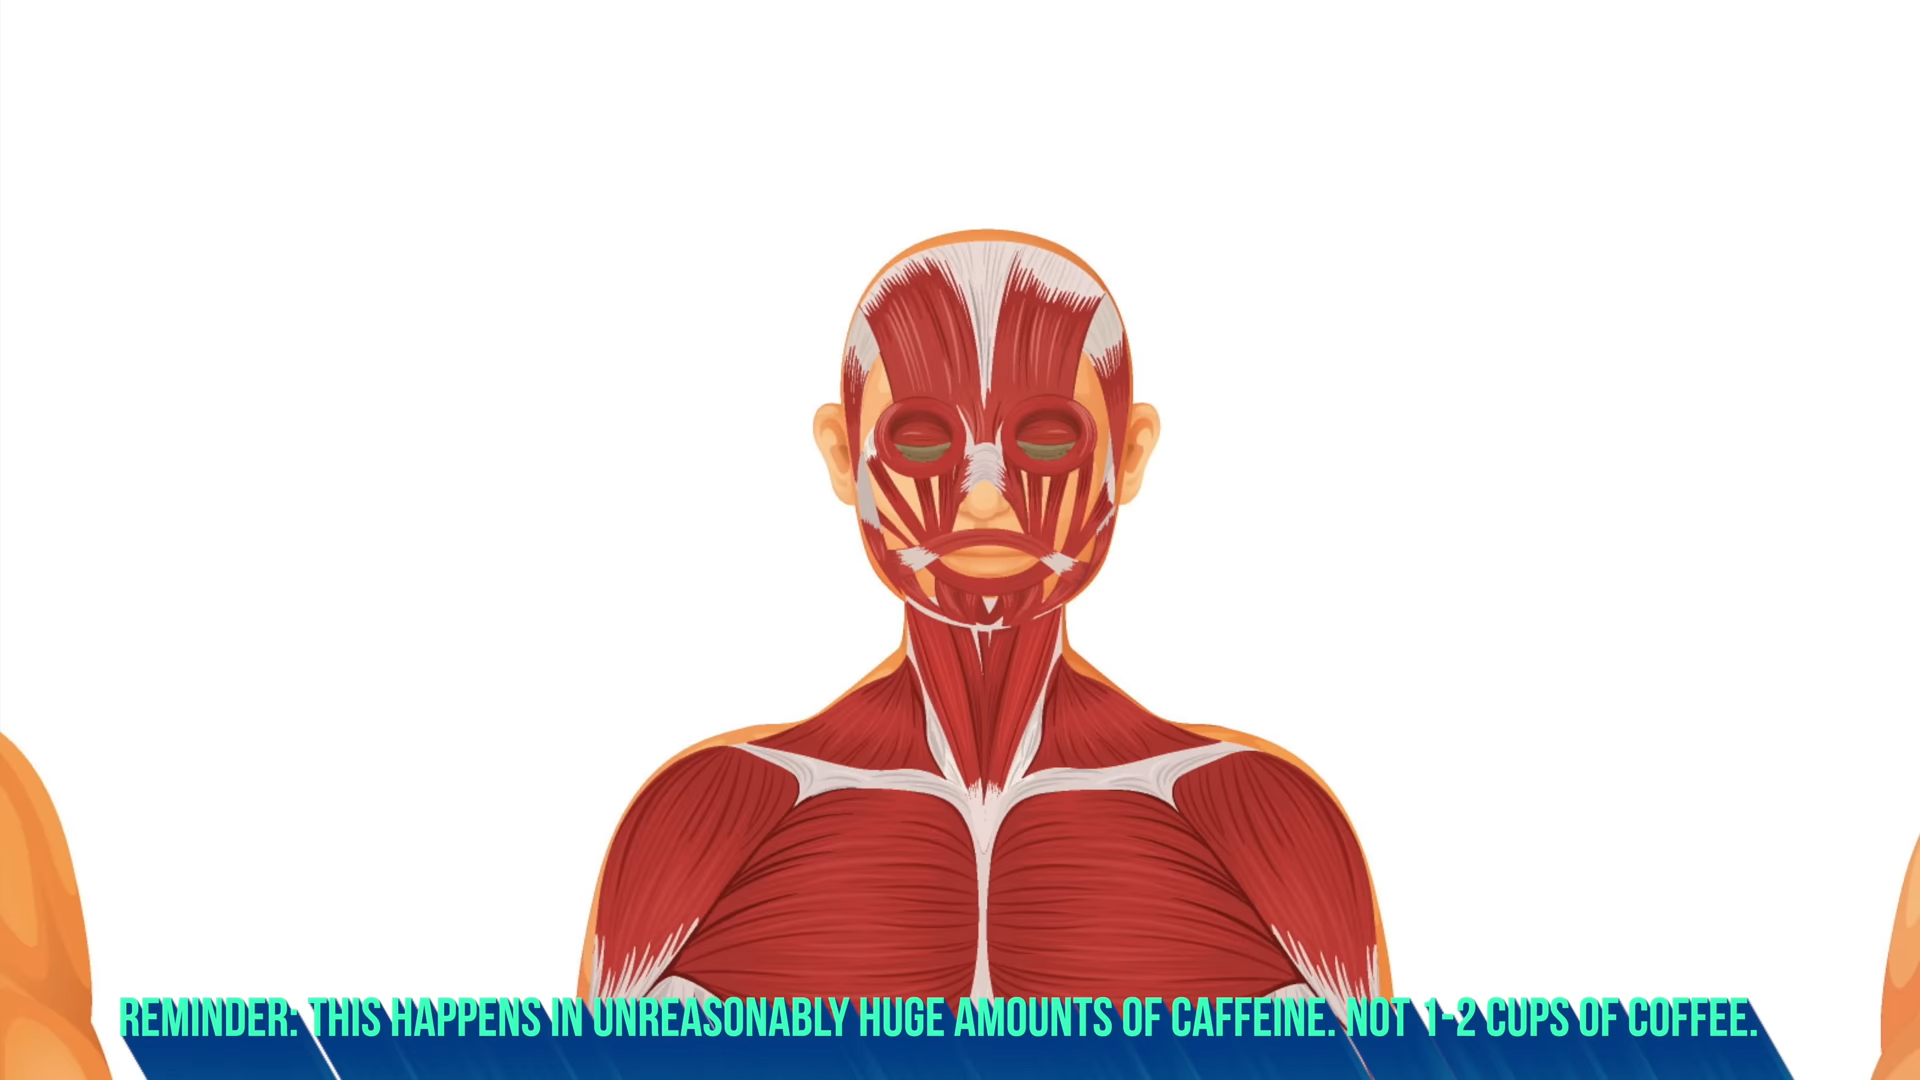 REMINDER: THIS HAPPENS IN UNREASONABLY HUGE AMOUNTS OF CAFFEINE. NOT 1-2 CUPS OF COFFEE.